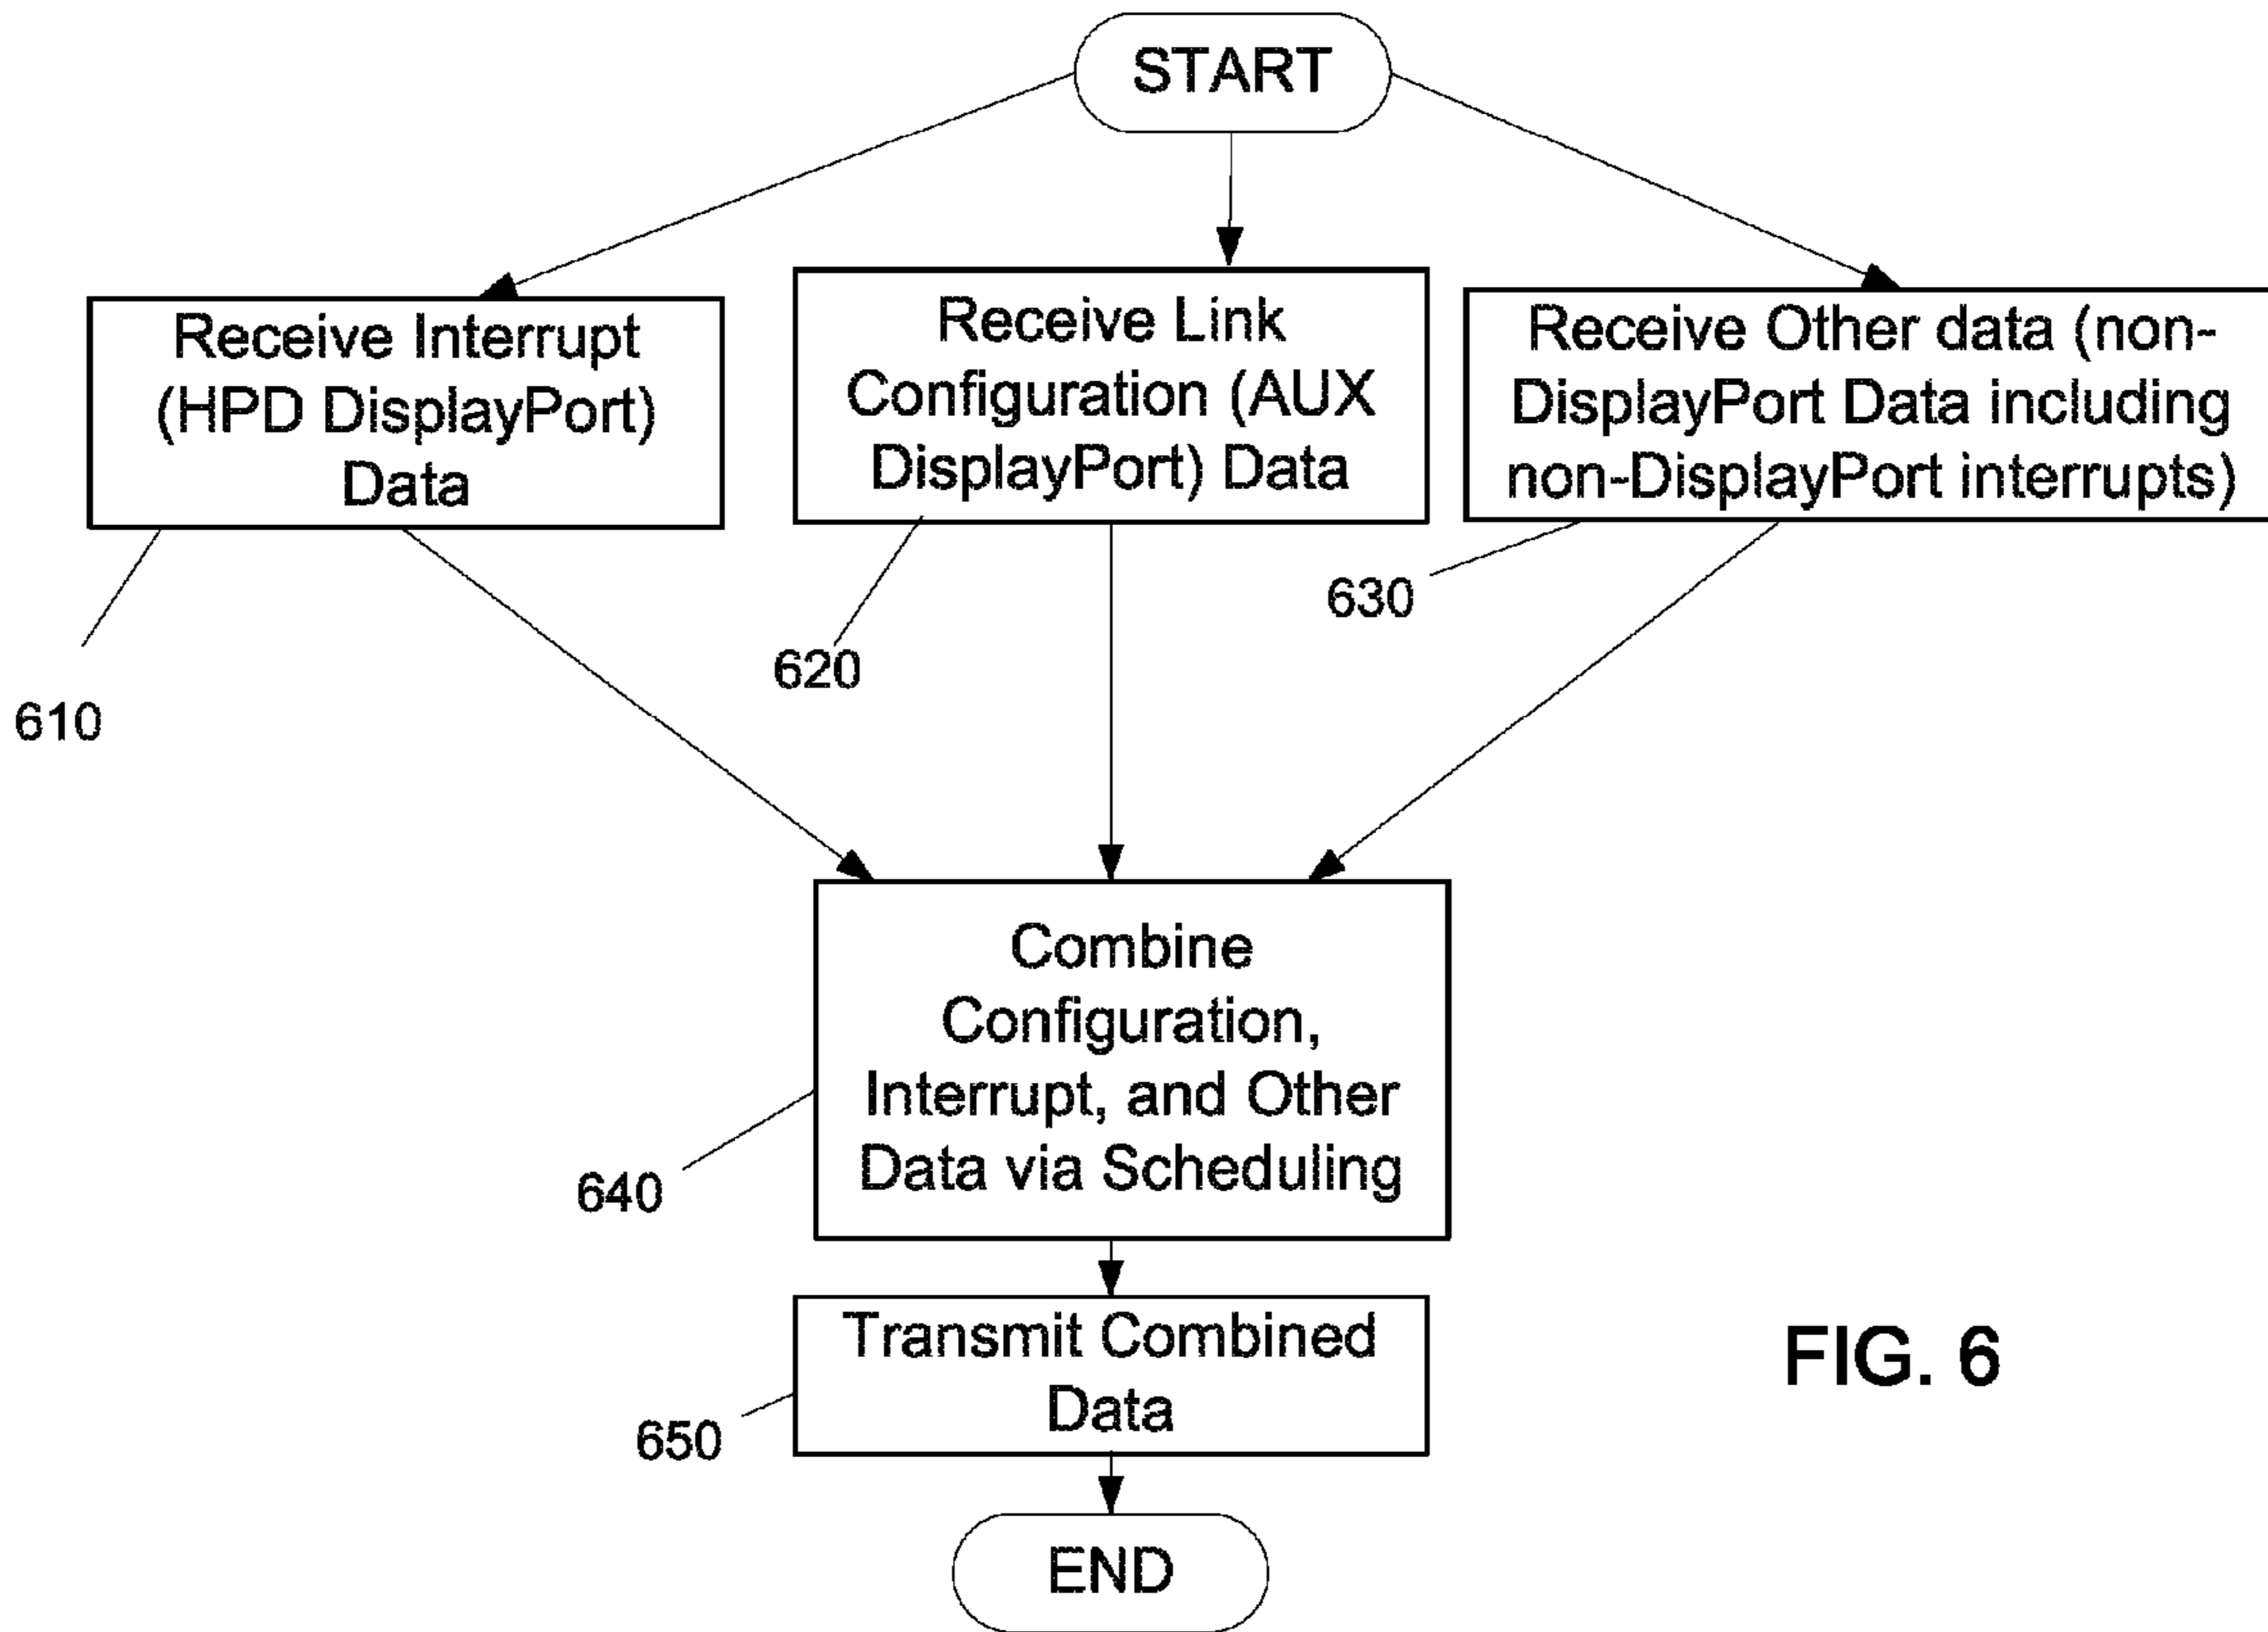 START
Receive Interrupt
(HPD DisplayPort)
Data
Receive Link
Configuration (AUX
DisplayPort) Data
Receive Other data (non-
DisplayPort Data including
non-DisplayPort interrupts)
610
620
630
Combine
Configuration,
Interrupt, and Other
Data via Scheduling
640
Transmit Combined
Data
650
END
FIG. 6